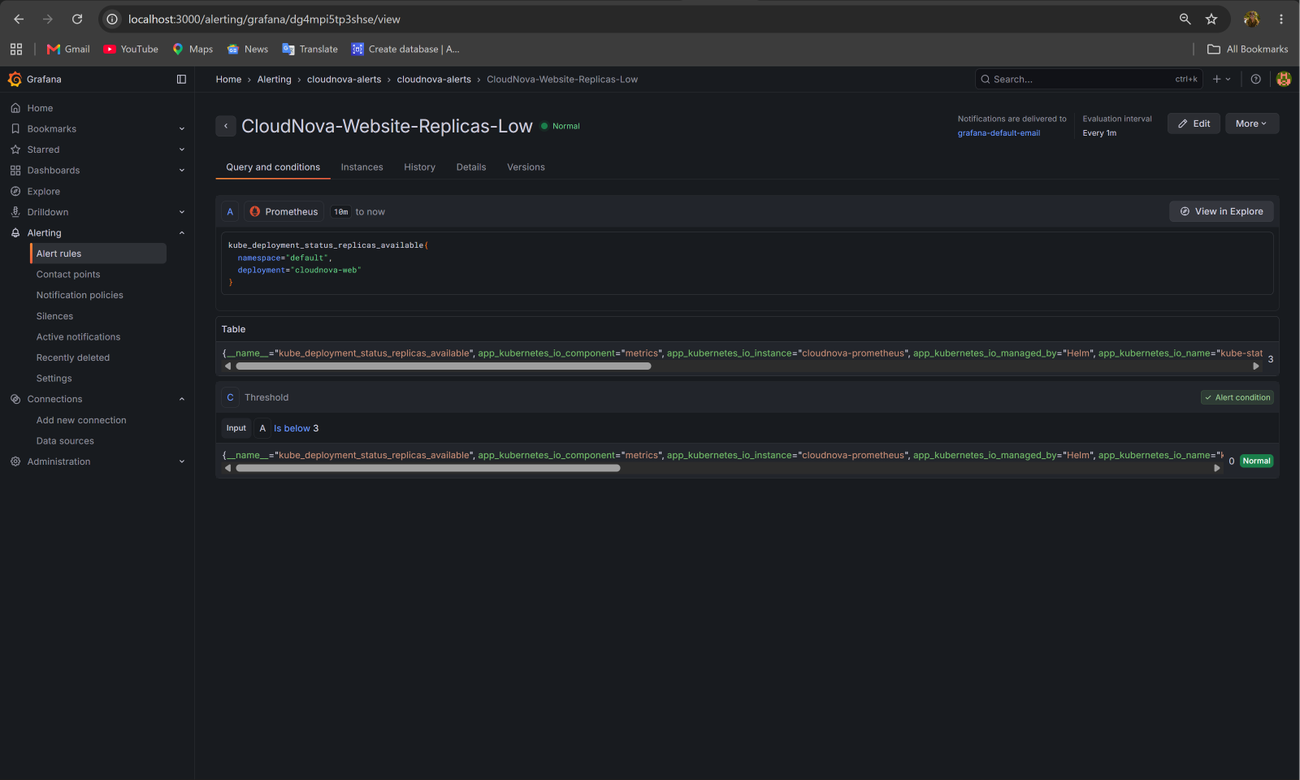 localhost:3000/alerting/grafana/dg4mpi5tp3shse/view
Gmail YouTube Maps News Translate Create database | A... All Bookmarks
Grafana
Home › Alerting › cloudnova-alerts › cloudnova-alerts › CloudNova-Website-Replicas-Low
Search... ctrl+k
Home
Bookmarks
Starred
Dashboards
Explore
Drilldown
Alerting
Alert rules
Contact points
Notification policies
Silences
Active notifications
Recently deleted
Settings
Connections
Add new connection
Data sources
Administration
CloudNova-Website-Replicas-Low Normal
Notifications are delivered to
grafana-default-email
Evaluation interval
Every 1m
Edit
More
Query and conditions Instances History Details Versions
A Prometheus 10m to now
View in Explore
kube_deployment_status_replicas_available(
namespace="default",
deployment="cloudnova-web"
)
Table
{__name__="kube_deployment_status_replicas_available", app_kubernetes_io_component="metrics", app_kubernetes_io_instance="cloudnova-prometheus", app_kubernetes_io_managed_by="Helm", app_kubernetes_io_name="kube-stat 3
C Threshold
Alert condition
Input A Is below 3
{__name__="kube_deployment_status_replicas_available", app_kubernetes_io_component="metrics", app_kubernetes_io_instance="cloudnova-prometheus", app_kubernetes_io_managed_by="Helm", app_kubernetes_io_name="k 0 Normal